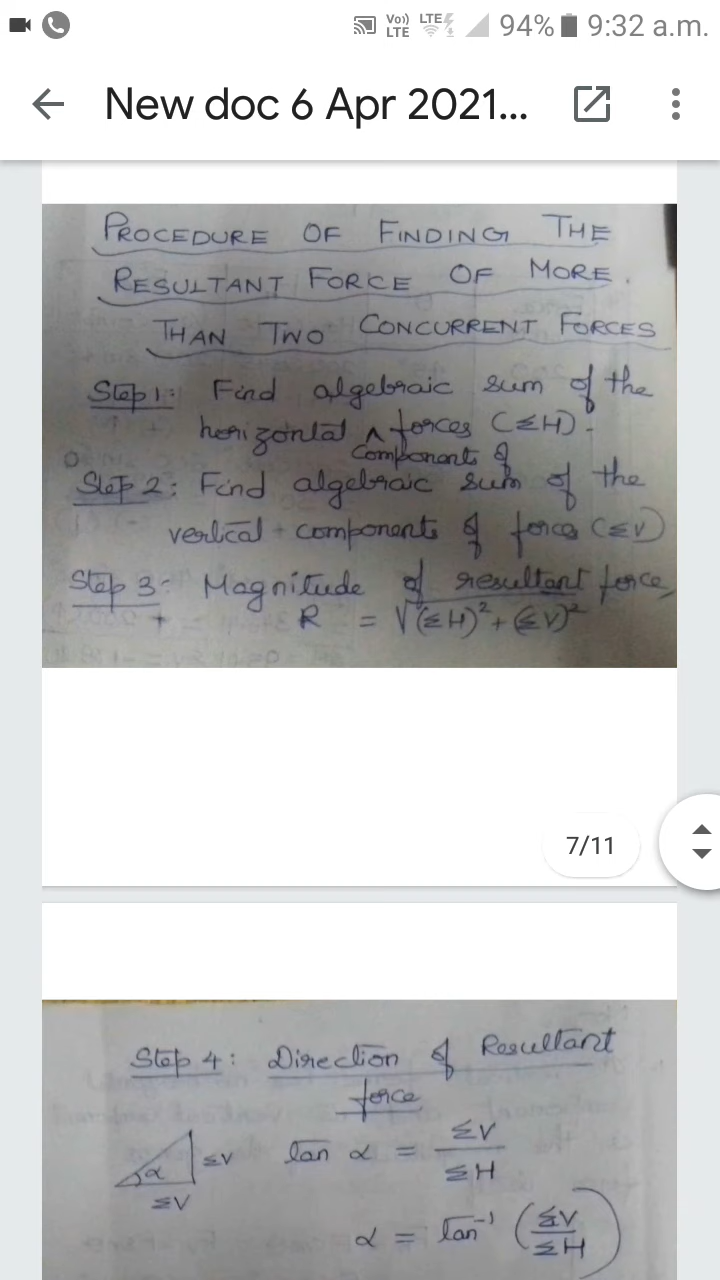 Vo)) LTE LTE 94% 9:32 a.m.
New doc 6 Apr 2021...
PROCEDURE OF FINDING THE
RESULTANT FORCE OF MORE
THAN TWO CONCURRENT FORCES
Step 1: Find algebraic sum of the
horizontal ^ forces (ΣH).
components of
Step 2: Find algebraic sum of the
vertical components of forces (ΣV)
Step 3: Magnitude of resultant force,
R = √(ΣH)²+(ΣV)²
7/11
Step 4: Direction of Resultant
force
α ΣV tan α = ΣV/ΣH
ΣV
α = tan⁻¹ (ΣV/ΣH)